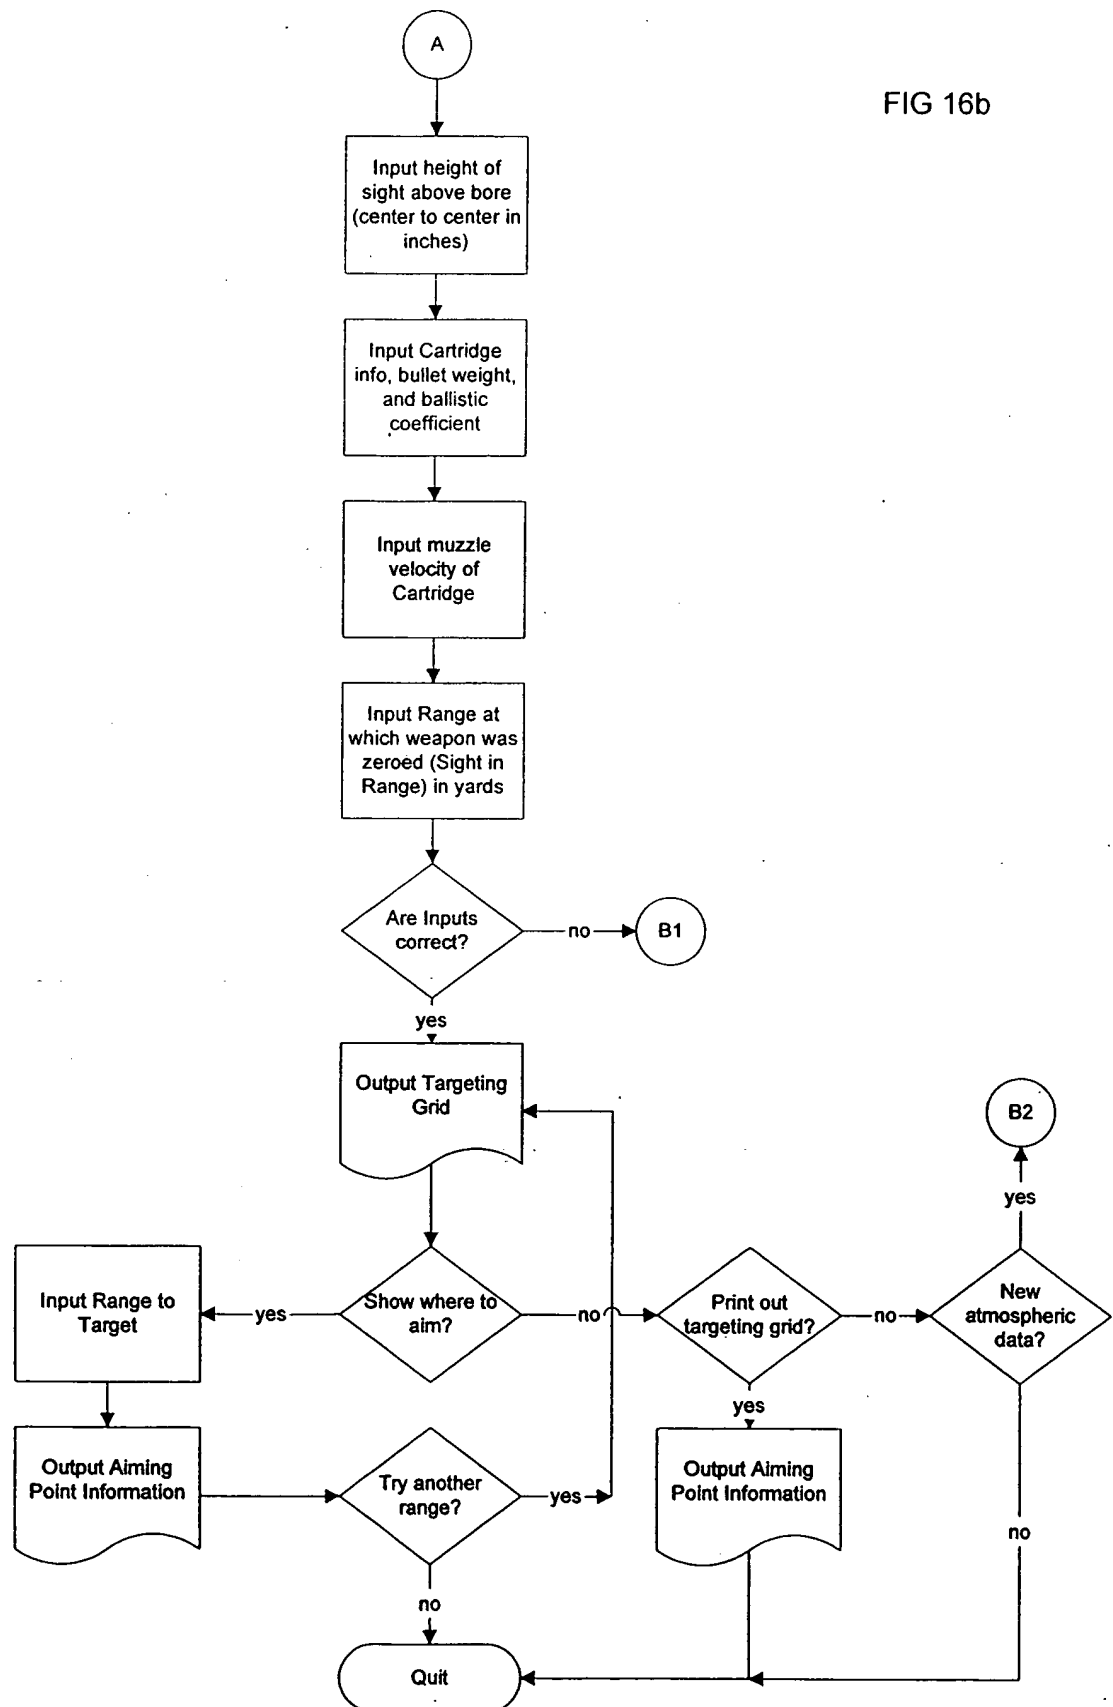 A
FIG 16b
Input height of
sight above bore
(center to center in
inches)
Input Cartridge
info, bullet weight,
and ballistic
coefficient
Input muzzle
velocity of
Cartridge
Input Range at
which weapon was
zeroed (Sight in
Range) in yards
Are Inputs
correct?
no
B1
yes
Output Targeting
Grid
B2
yes
Input Range to
Target
yes
Show where to
aim?
no
Print out
targeting grid?
no
New
atmospheric
data?
yes
Output Aiming
Point Information
Try another
range?
yes
Output Aiming
Point Information
no
no
Quit